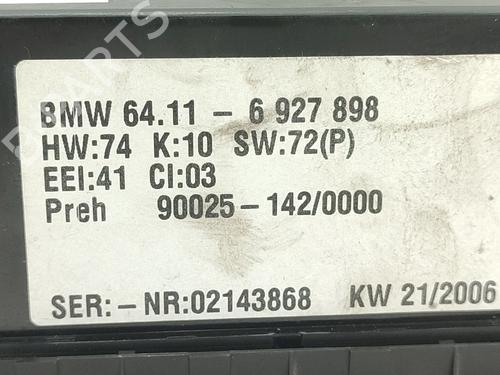 PARTS
BMW 64.11 - 6 927 898
HW:74 K:10 SW:72(P)
EEI:41 CI:03
Preh 90025-142/0000
SER:-NR:02143868 KW 21/2006